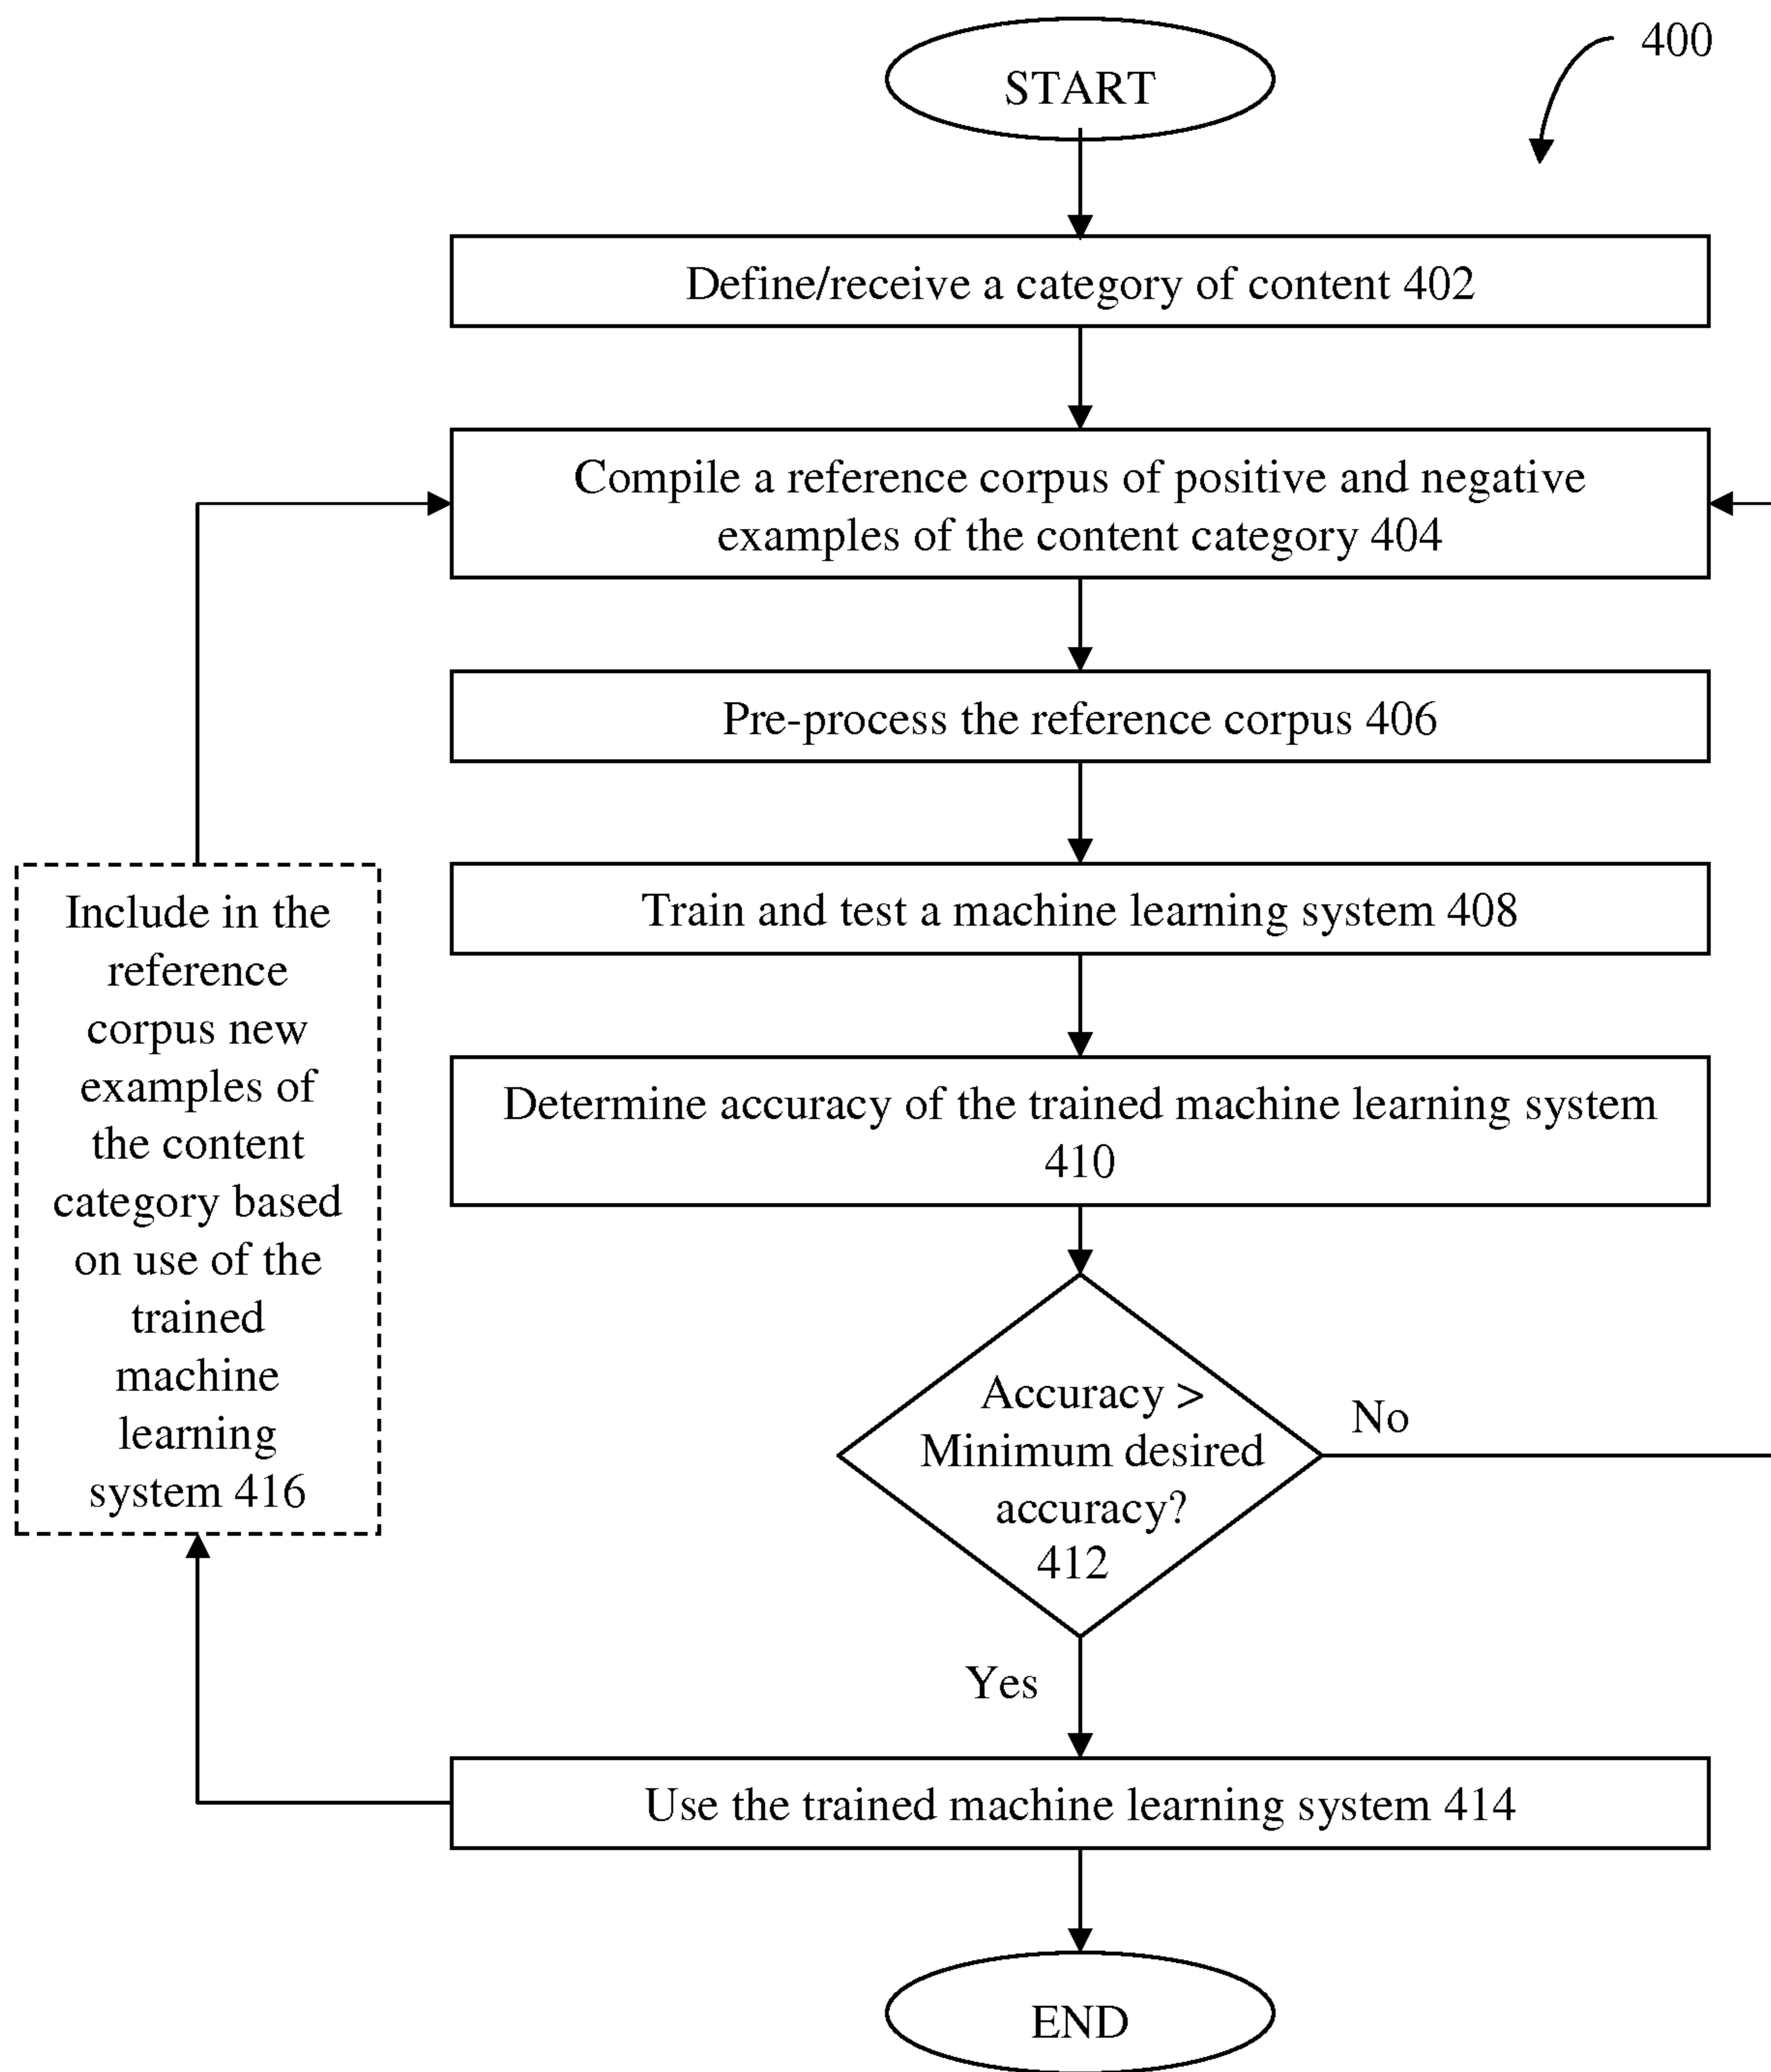 START
400
Define/receive a category of content 402
Compile a reference corpus of positive and negative
examples of the content category 404
Pre-process the reference corpus 406
Train and test a machine learning system 408
Include in the
reference
corpus new
examples of
the content
category based
on use of the
trained
machine
learning
system 416
Determine accuracy of the trained machine learning system
410
Accuracy >
Minimum desired
accuracy?
412
No
Yes
Use the trained machine learning system 414
END